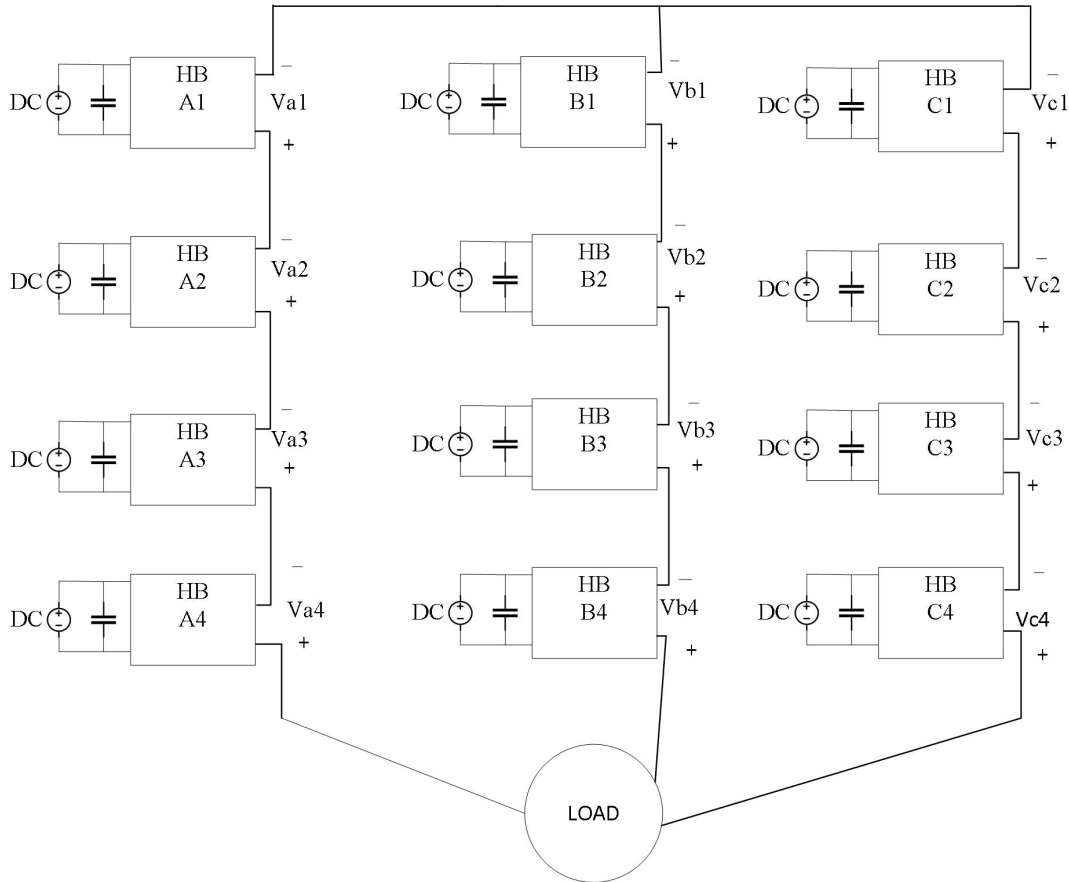 DC
HB
A1
−
Va1
+
DC
HB
B1
−
Vb1
+
DC
HB
C1
−
Vc1
+
DC
HB
A2
−
Va2
+
DC
HB
B2
−
Vb2
+
DC
HB
C2
−
Vc2
+
DC
HB
A3
−
Va3
+
DC
HB
B3
−
Vb3
+
DC
HB
C3
−
Vc3
+
DC
HB
A4
−
Va4
+
DC
HB
B4
−
Vb4
+
DC
HB
C4
−
Vc4
+
LOAD